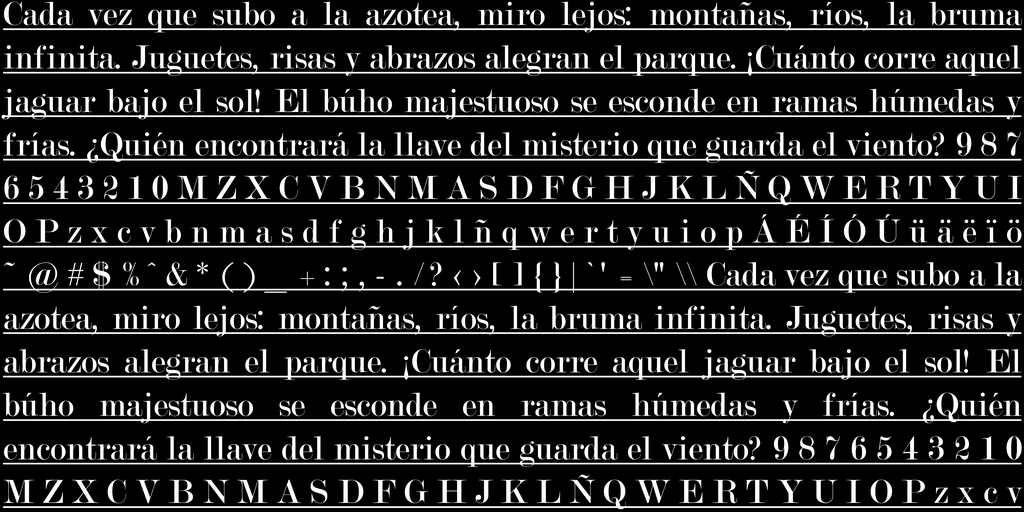 Cada vez que subo a la azotea, miro lejos: montañas, ríos, la bruma
infinita. Juguetes, risas y abrazos alegran el parque. ¡Cuánto corre aquel
jaguar bajo el sol! El búho majestuoso se esconde en ramas húmedas y
frías. ¿Quién encontrará la llave del misterio que guarda el viento? 9 8 7
6 5 4 3 2 1 0 M Z X C V B N M A S D F G H J K L Ñ Q W E R T Y U I
O P z x c v b n m a s d f g h j k l ñ q w e r t y u i o p Á É Í Ó Ú ü ä ë ï ö
~ @ # $ % ^ & * ( ) _ + : ; , - . / ? ‹ › [ ] { } | ` ' = \" \\ Cada vez que subo a la
azotea, miro lejos: montañas, ríos, la bruma infinita. Juguetes, risas y
abrazos alegran el parque. ¡Cuánto corre aquel jaguar bajo el sol! El
búho majestuoso se esconde en ramas húmedas y frías. ¿Quién
encontrará la llave del misterio que guarda el viento? 9 8 7 6 5 4 3 2 1 0
M Z X C V B N M A S D F G H J K L Ñ Q W E R T Y U I O P z x c v